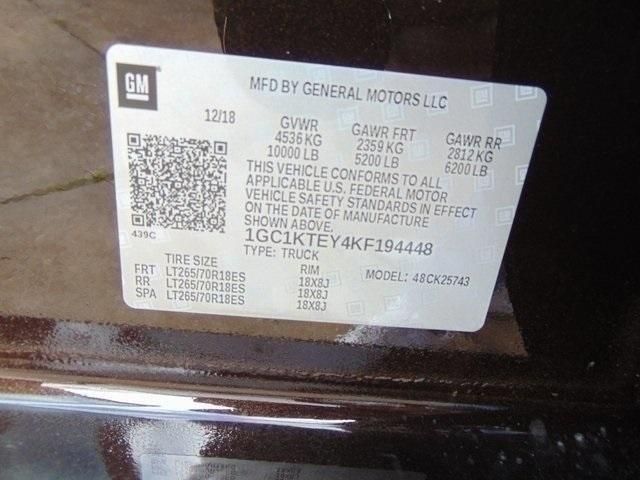 GM
MFD BY GENERAL MOTORS LLC
12/18 GVWR GAWR FRT GAWR RR
4536 KG 2359 KG 2812 KG
10000 LB 5200 LB 6200 LB
THIS VEHICLE CONFORMS TO ALL
APPLICABLE U.S. FEDERAL MOTOR
VEHICLE SAFETY STANDARDS IN EFFECT
ON THE DATE OF MANUFACTURE
SHOWN ABOVE.
439C 1GC1KTEY4KF194448
TYPE: TRUCK
TIRE SIZE RIM MODEL: 48CK25743
FRT LT265/70R18ES 18X8J
RR LT265/70R18ES 18X8J
SPA LT265/70R18ES 18X8J